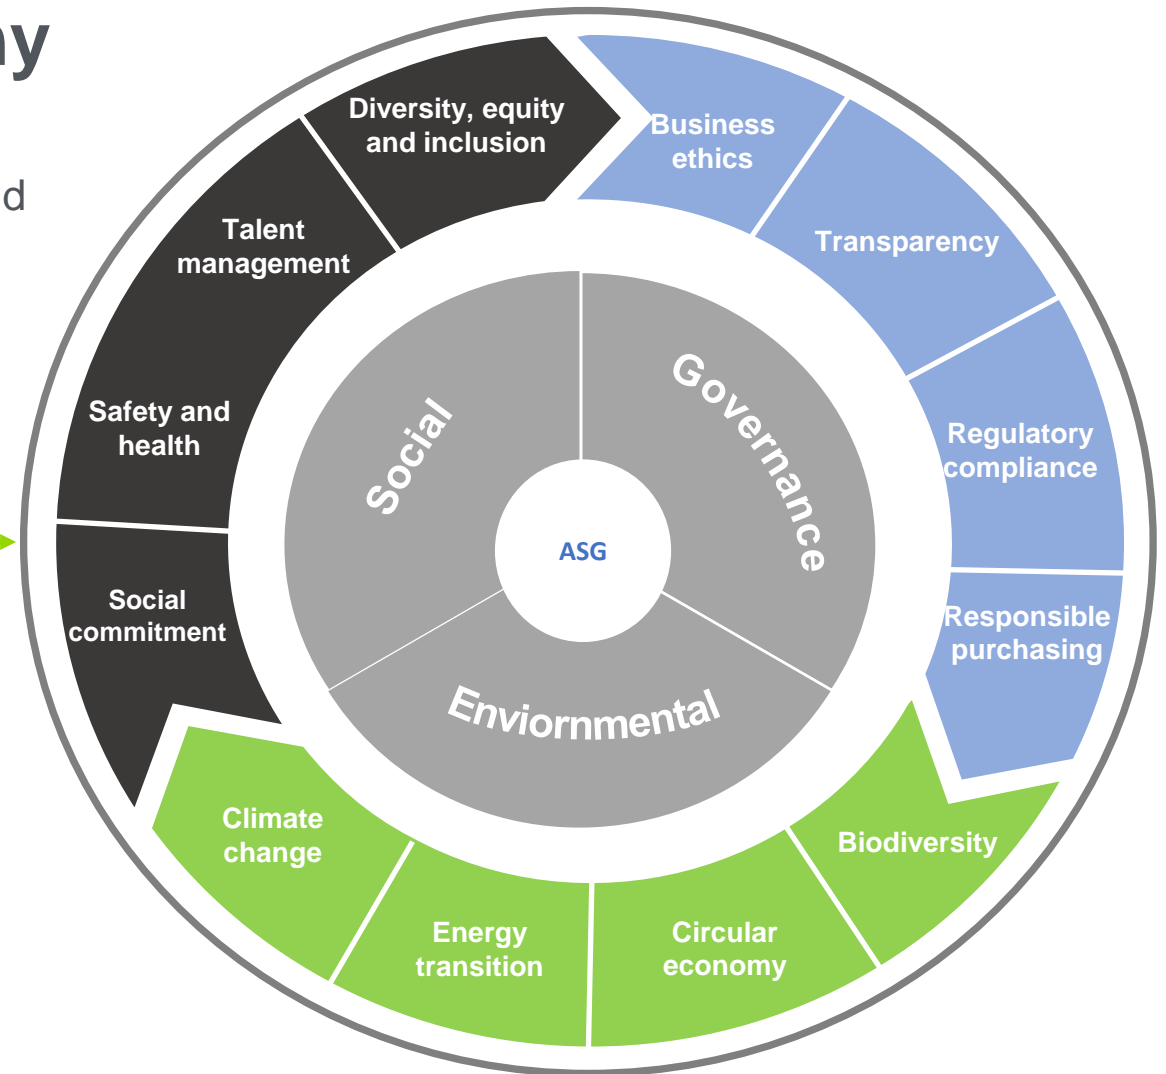 ny
d
Diversity, equity
and inclusion
Business
ethics
Talent
management
Transparency
Safety and
health
Regulatory
compliance
Social
commitment
Responsible
purchasing
Climate
change
Energy
transition
Circular
economy
Biodiversity
Social
Governance
Enviornmental
ASG